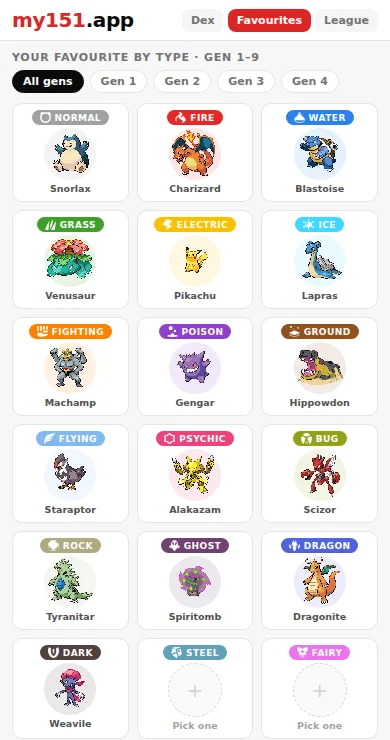 my151.app Dex Favourites League
YOUR FAVOURITE BY TYPE · GEN 1–9
All gens Gen 1 Gen 2 Gen 3 Gen 4
NORMAL FIRE WATER
Snorlax Charizard Blastoise
GRASS ELECTRIC ICE
Venusaur Pikachu Lapras
FIGHTING POISON GROUND
Machamp Gengar Hippowdon
FLYING PSYCHIC BUG
Staraptor Alakazam Scizor
ROCK GHOST DRAGON
Tyranitar Spiritomb Dragonite
DARK STEEL FAIRY
+ +
Weavile Pick one Pick one